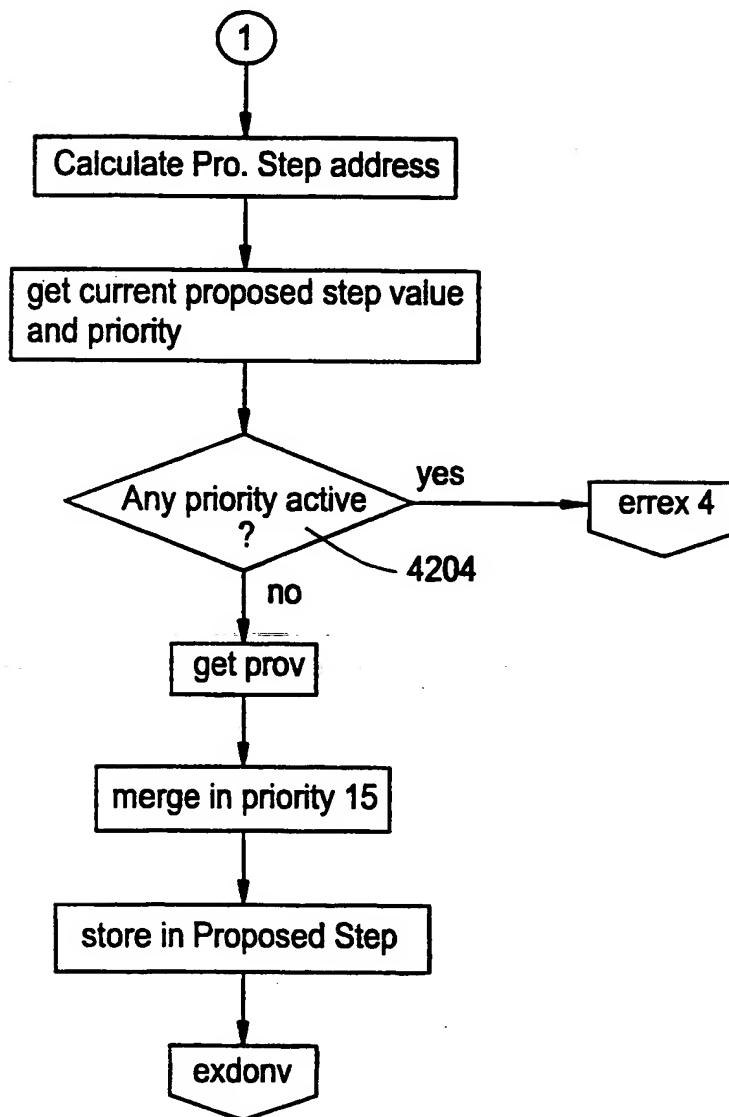 1
Calculate Pro. Step address
get current proposed step value
and priority
Any priority active
?
yes
errex 4
4204
no
get prov
merge in priority 15
store in Proposed Step
exdonv